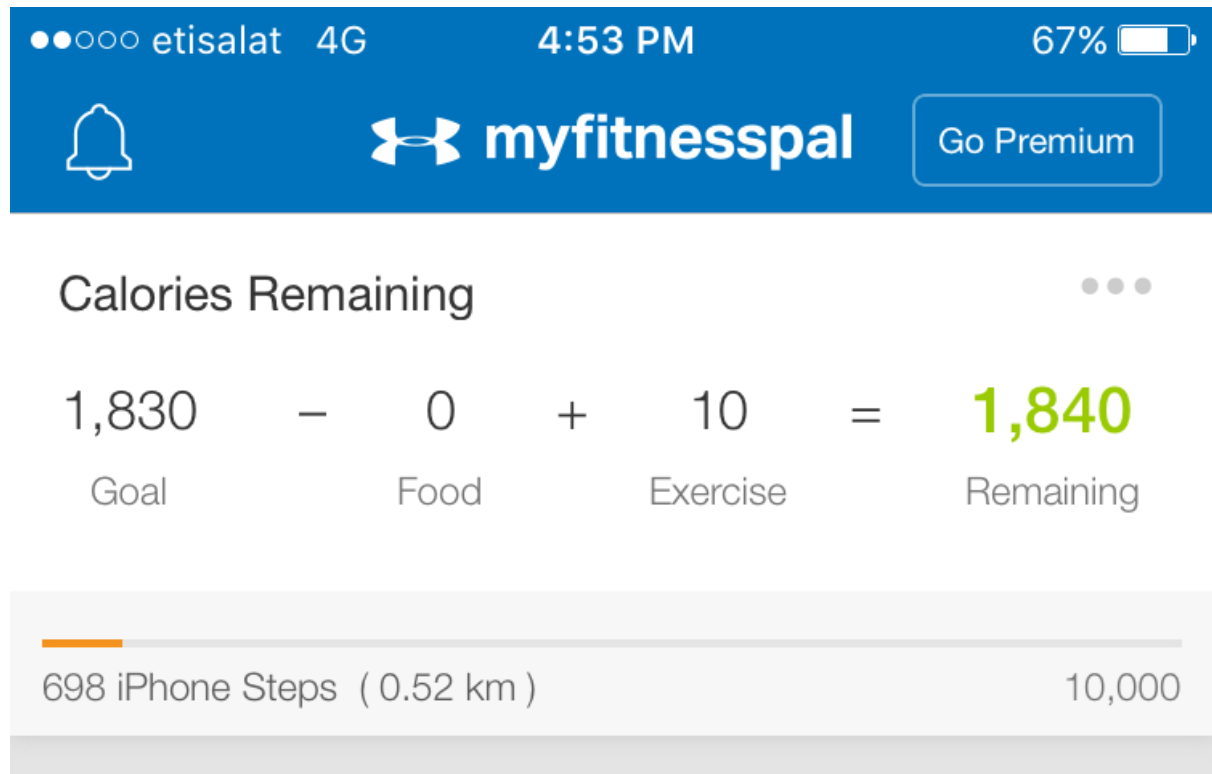 etisalat 4G 4:53 PM 67%
myfitnesspal Go Premium
Calories Remaining
1,830 – 0 + 10 = 1,840
Goal Food Exercise Remaining
698 iPhone Steps ( 0.52 km ) 10,000